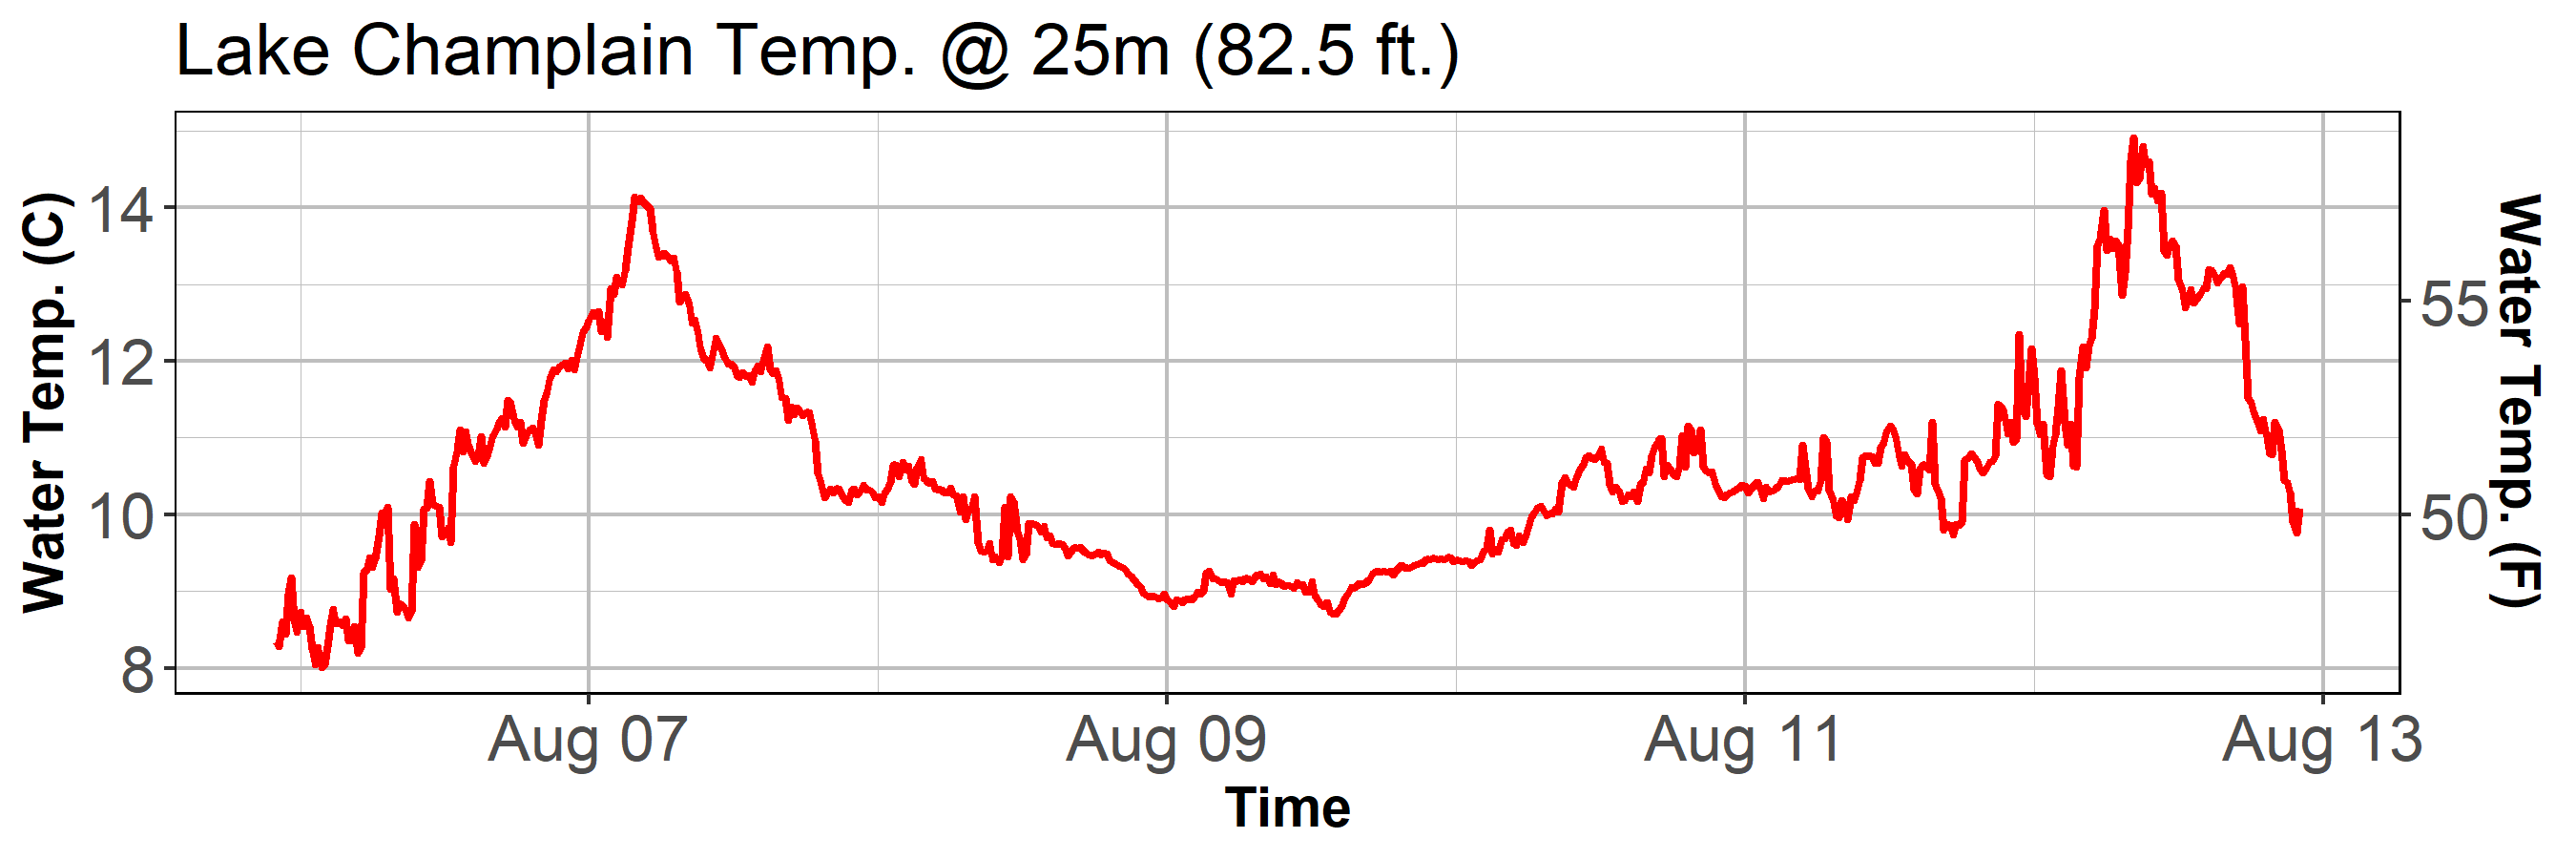 Lake Champlain Temp. @ 25m (82.5 ft.)
Water Temp. (C)
14
12
10
8
55
50
Water Temp. (F)
Aug 07 Aug 09 Aug 11 Aug 13
Time